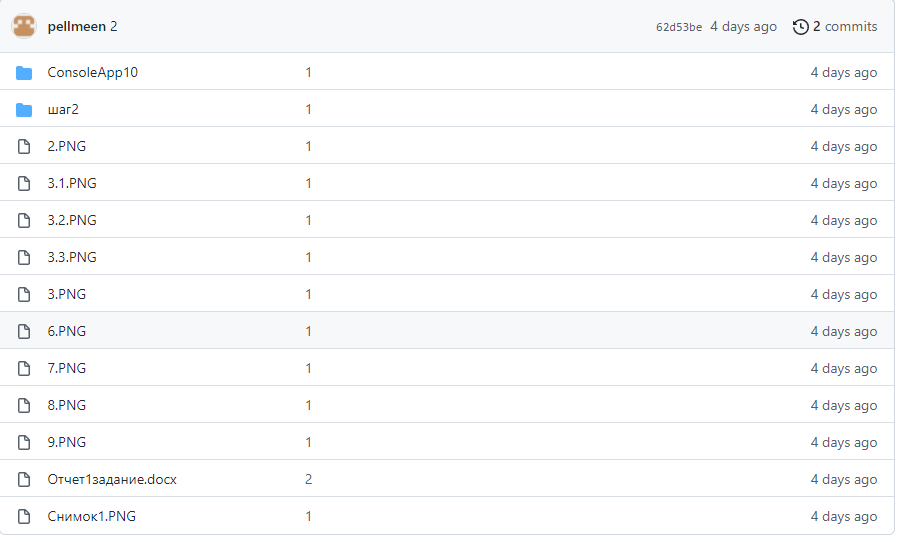 pellmeen 2 62d53be 4 days ago 2 commits
ConsoleApp10 1 4 days ago
шаг2 1 4 days ago
2.PNG 1 4 days ago
3.1.PNG 1 4 days ago
3.2.PNG 1 4 days ago
3.3.PNG 1 4 days ago
3.PNG 1 4 days ago
6.PNG 1 4 days ago
7.PNG 1 4 days ago
8.PNG 1 4 days ago
9.PNG 1 4 days ago
Отчет1задание.docx 2 4 days ago
Снимок1.PNG 1 4 days ago